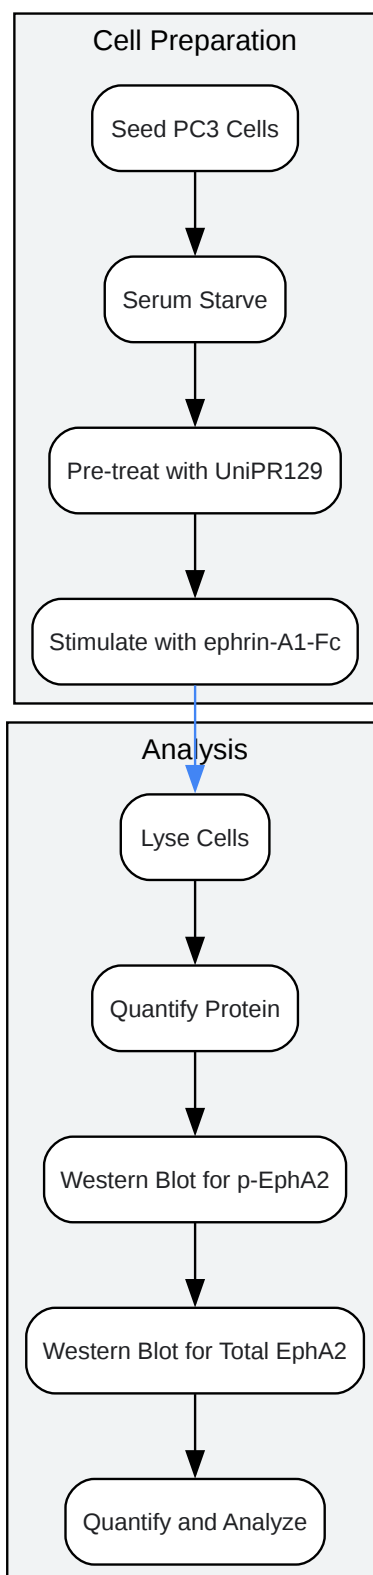 Cell Preparation
Seed PC3 Cells
Serum Starve
Pre-treat with UniPR129
Stimulate with ephrin-A1-Fc
Analysis
Lyse Cells
Quantify Protein
Western Blot for p-EphA2
Western Blot for Total EphA2
Quantify and Analyze